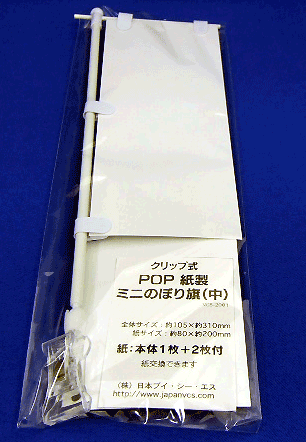 クリップ式
POP 紙製
ミニのぼり旗(中)
VCS-2001
全体サイズ:約105×約310mm
紙サイズ:約80×約200mm
紙:本体1枚+2枚付
紙交換できます
(株)日本ブイ・シー・エス
http://www.japanvcs.com